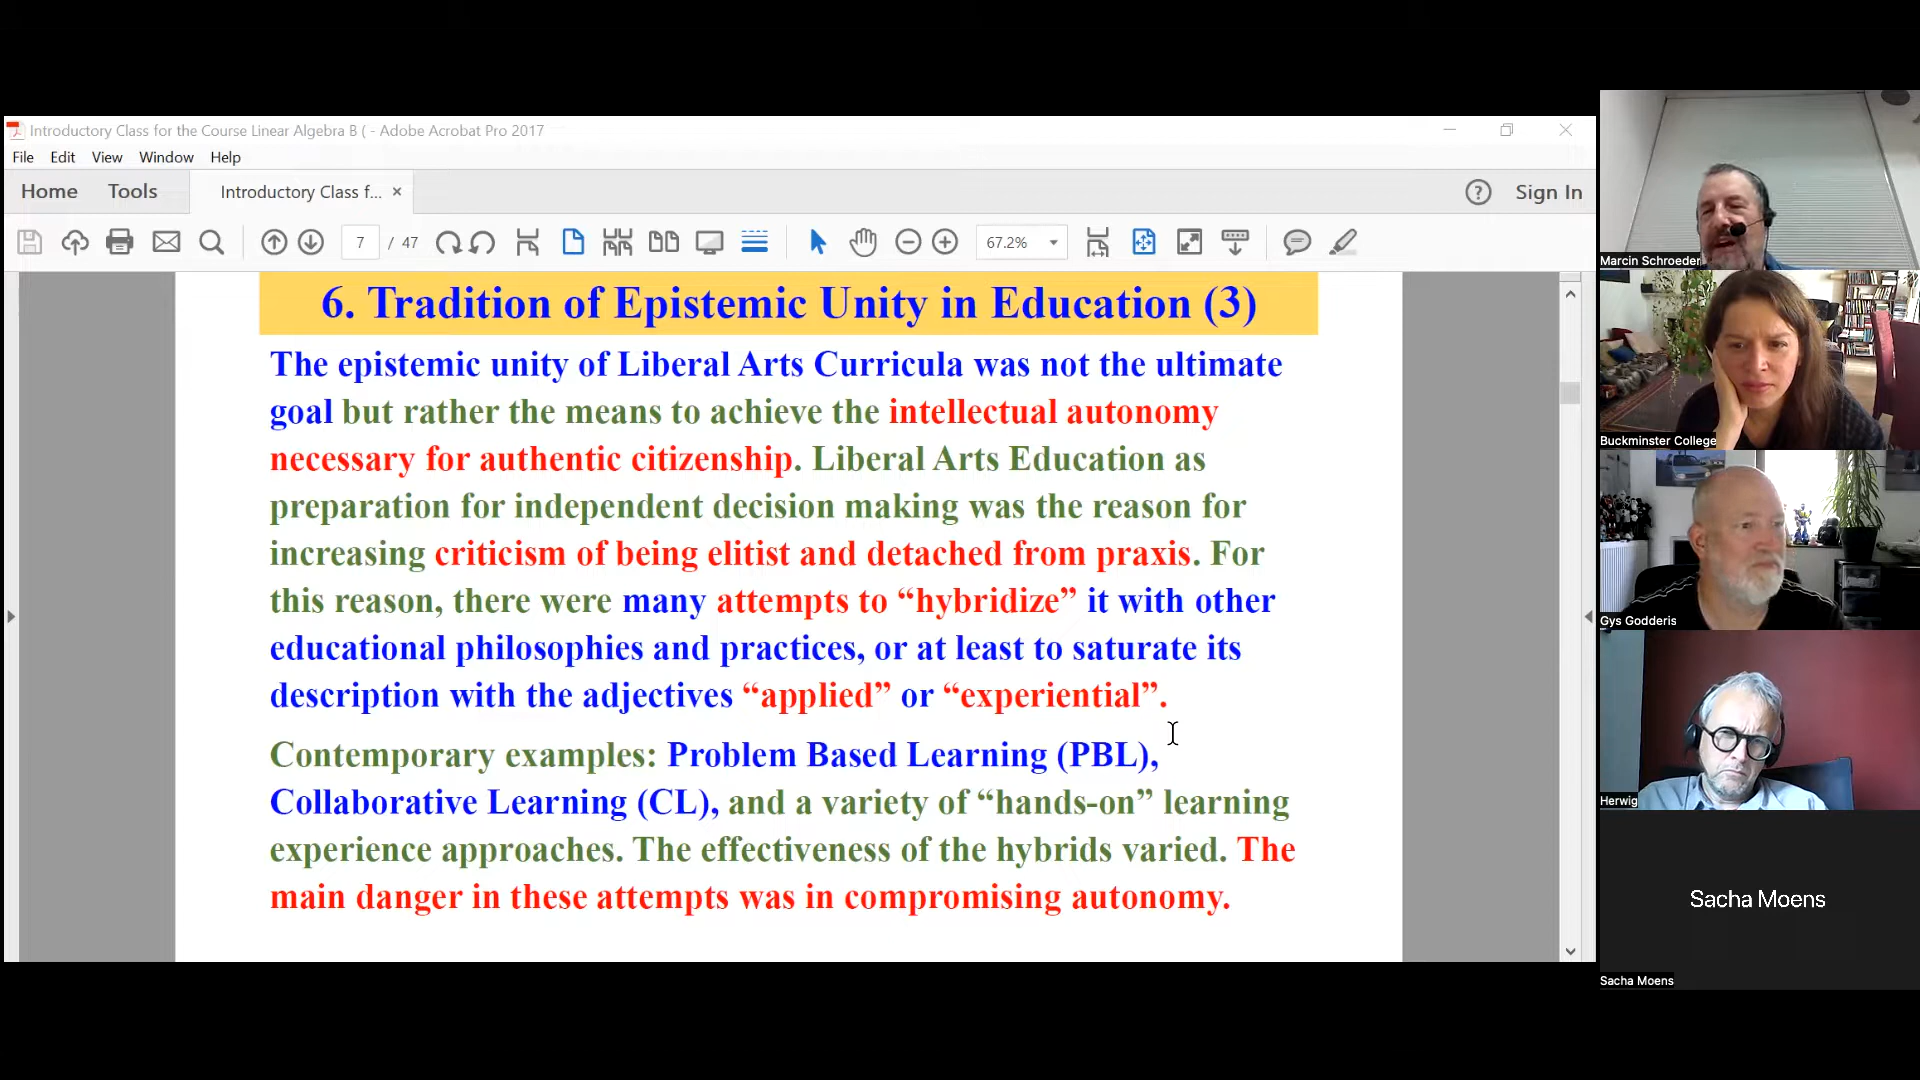 Introductory Class for the Course Linear Algebra B ( - Adobe Acrobat Pro 2017
File Edit View Window Help
Home Tools Introductory Class f... × Sign In
7 / 47 67.2%
6. Tradition of Epistemic Unity in Education (3)
The epistemic unity of Liberal Arts Curricula was not the ultimate
goal but rather the means to achieve the intellectual autonomy
necessary for authentic citizenship. Liberal Arts Education as
preparation for independent decision making was the reason for
increasing criticism of being elitist and detached from praxis. For
this reason, there were many attempts to “hybridize” it with other
educational philosophies and practices, or at least to saturate its
description with the adjectives “applied” or “experiential”.
Contemporary examples: Problem Based Learning (PBL),
Collaborative Learning (CL), and a variety of “hands-on” learning
experience approaches. The effectiveness of the hybrids varied. The
main danger in these attempts was in compromising autonomy.
Marcin Schroeder
Buckminster College
Gys Godderis
Herwig
Sacha Moens
Sacha Moens